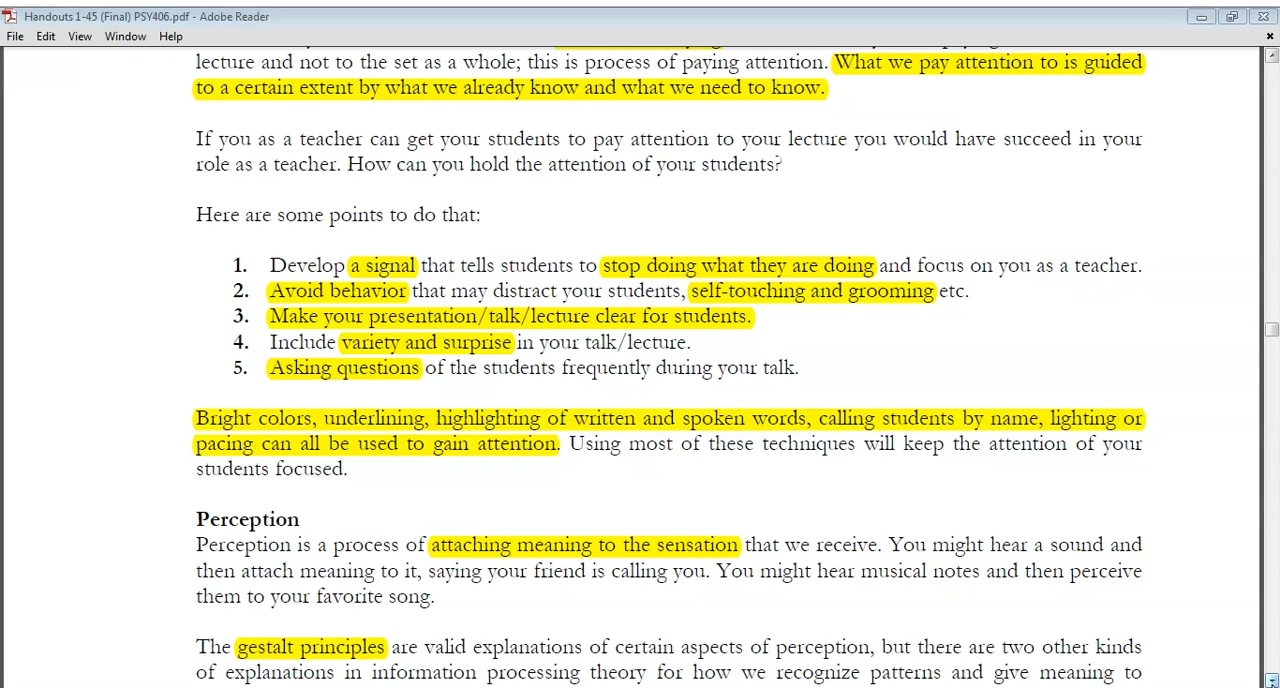 Handouts 1-45 (Final) PSY406.pdf - Adobe Reader
File Edit View Window Help
lecture and not to the set as a whole; this is process of paying attention. What we pay attention to is guided
to a certain extent by what we already know and what we need to know.
If you as a teacher can get your students to pay attention to your lecture you would have succeed in your
role as a teacher. How can you hold the attention of your students?
Here are some points to do that:
1. Develop a signal that tells students to stop doing what they are doing and focus on you as a teacher.
2. Avoid behavior that may distract your students, self-touching and grooming etc.
3. Make your presentation/talk/lecture clear for students.
4. Include variety and surprise in your talk/lecture.
5. Asking questions of the students frequently during your talk.
Bright colors, underlining, highlighting of written and spoken words, calling students by name, lighting or
pacing can all be used to gain attention. Using most of these techniques will keep the attention of your
students focused.
Perception
Perception is a process of attaching meaning to the sensation that we receive. You might hear a sound and
then attach meaning to it, saying your friend is calling you. You might hear musical notes and then perceive
them to your favorite song.
The gestalt principles are valid explanations of certain aspects of perception, but there are two other kinds
of explanations in information processing theory for how we recognize patterns and give meaning to